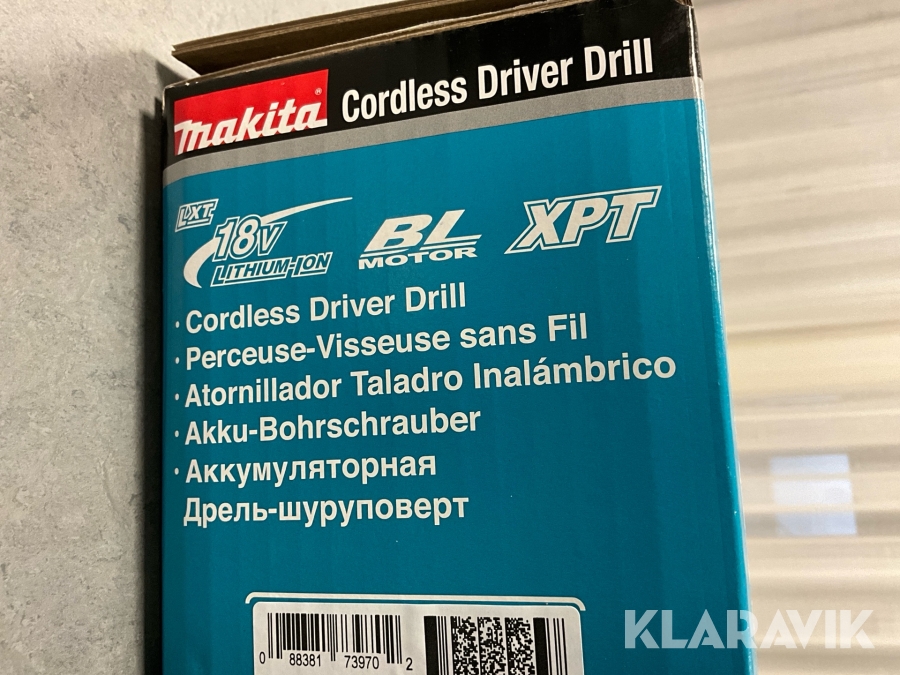 makita® Cordless Driver Drill
LXT
18V
LITHIUM-ION
BL
MOTOR
XPT
· Cordless Driver Drill
· Perceuse-Visseuse sans Fil
· Atornillador Taladro Inalámbrico
· Akku-Bohrschrauber
· Аккумуляторная
Дрель-шуруповерт
0 88381 73970 2
KLARAVIK